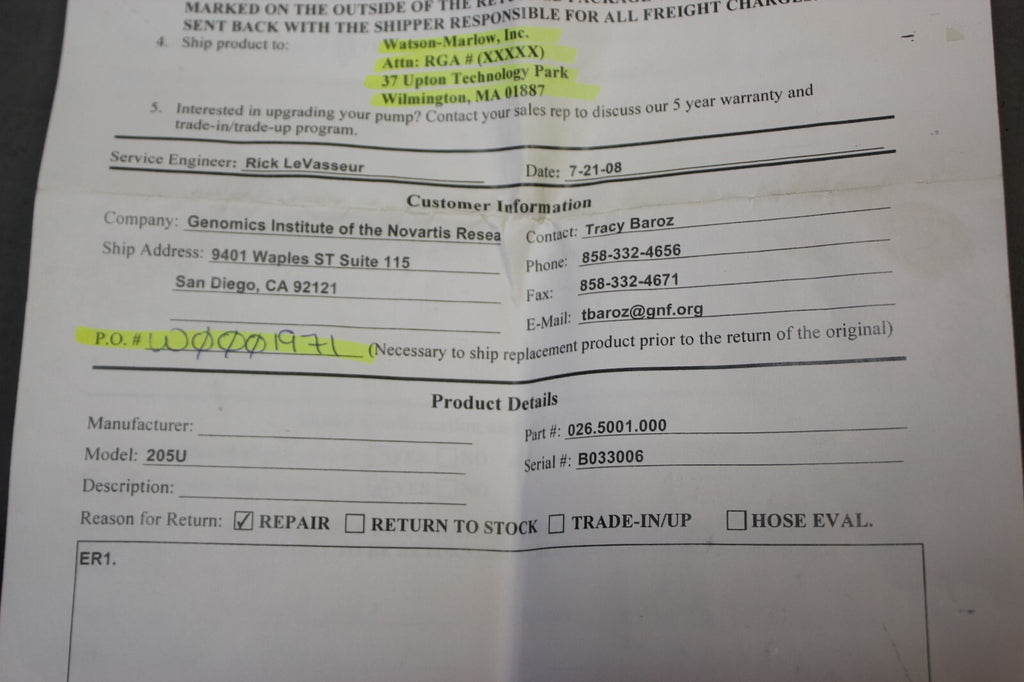 MARKED ON THE OUTSIDE OF THE
SENT BACK WITH THE SHIPPER RESPONSIBLE FOR ALL FREIGHT
4. Ship product to: Watson-Marlow, Inc.
Attn: RGA # (XXXXX)
37 Upton Technology Park
Wilmington, MA 01887
5. Interested in upgrading your pump? Contact your sales rep to discuss our 5 year warranty and
trade-in/trade-up program.
Service Engineer: Rick LeVasseur Date: 7-21-08
Customer Information
Company: Genomics Institute of the Novartis Resea Contact: Tracy Baroz
Ship Address: 9401 Waples ST Suite 115 Phone: 858-332-4656
San Diego, CA 92121 Fax: 858-332-4671
E-Mail: tbaroz@gnf.org
P.O. # W0001971 (Necessary to ship replacement product prior to the return of the original)
Product Details
Manufacturer: Part #: 026.5001.000
Model: 205U Serial #: B033006
Description:
Reason for Return: ☑ REPAIR ☐ RETURN TO STOCK ☐ TRADE-IN/UP ☐ HOSE EVAL.
ER1.